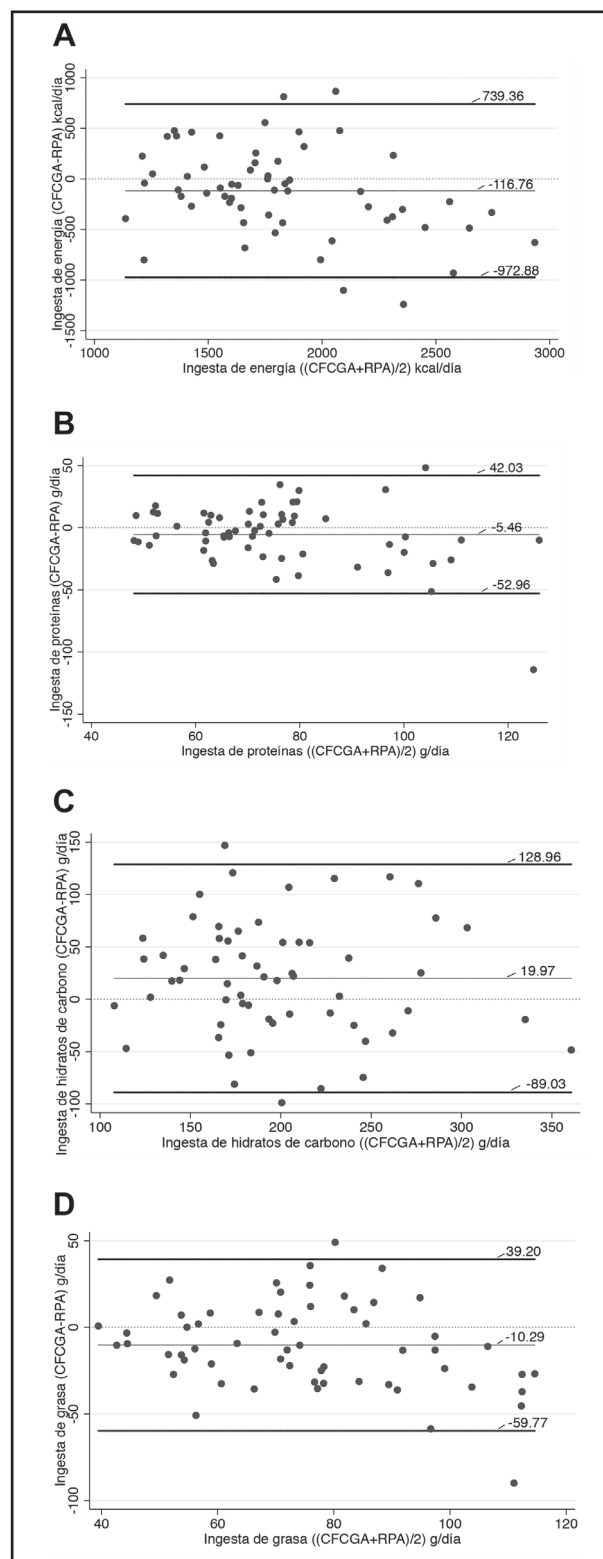 A
Ingesta de energía (CFCGA-RPA) kcal/día
1000
500
0
-500
-1000
-1500
739.36
-116.76
-972.88
1000 1500 2000 2500 3000
Ingesta de energía ((CFCGA+RPA)/2) kcal/día
B
Ingesta de proteínas (CFCGA-RPA) g/día
50
0
-50
-100
-150
42.03
-5.46
-52.96
40 60 80 100 120
Ingesta de proteínas ((CFCGA+RPA)/2) g/día
C
Ingesta de hidratos de carbono (CFCGA-RPA) g/día
150
100
50
0
-50
-100
128.96
19.97
-89.03
100 150 200 250 300 350
Ingesta de hidratos de carbono ((CFCGA+RPA)/2) g/día
D
Ingesta de grasa (CFCGA-RPA) g/día
50
0
-50
-100
39.20
-10.29
-59.77
40 60 80 100 120
Ingesta de grasa ((CFCGA+RPA)/2) g/día